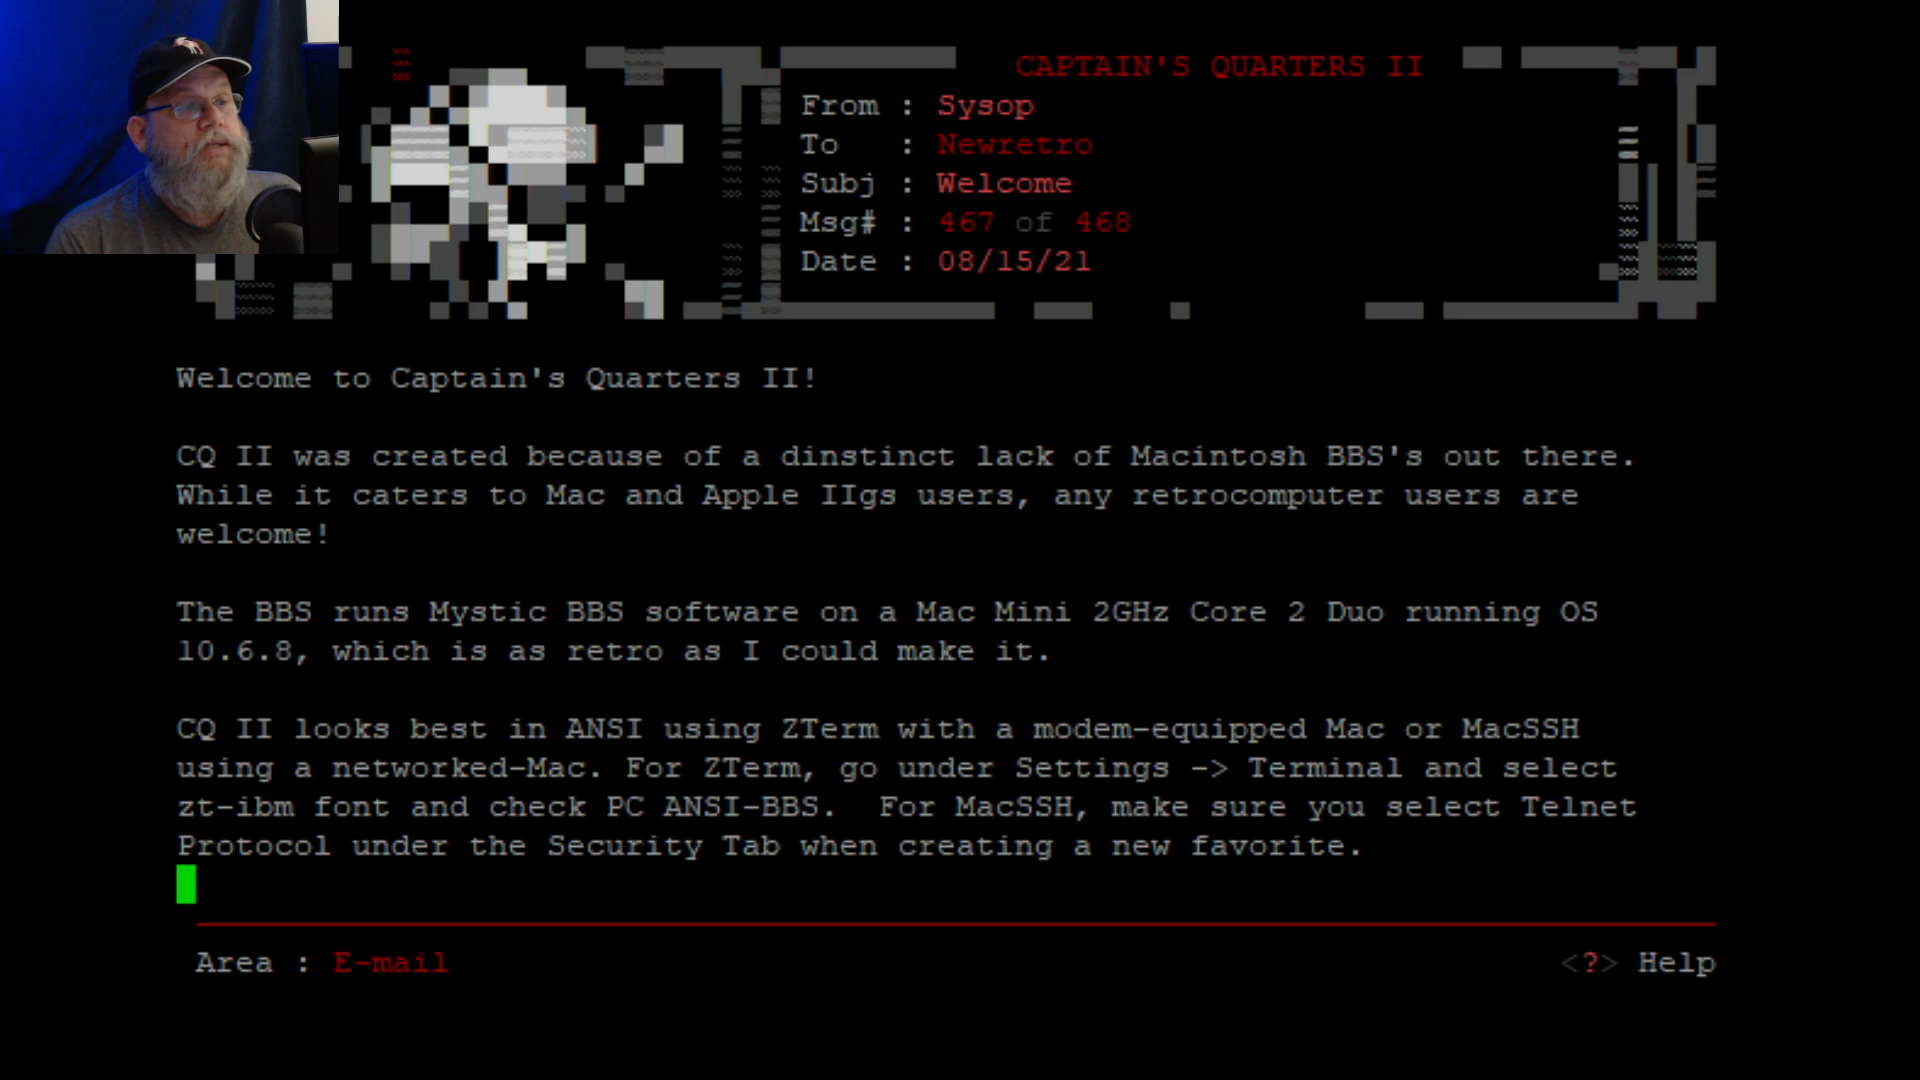 CAPTAIN'S QUARTERS II
From : Sysop
To : Newretro
Subj : Welcome
Msg# : 467 of 468
Date : 08/15/21
Welcome to Captain's Quarters II!
CQ II was created because of a dinstinct lack of Macintosh BBS's out there.
While it caters to Mac and Apple IIgs users, any retrocomputer users are
welcome!
The BBS runs Mystic BBS software on a Mac Mini 2GHz Core 2 Duo running OS
10.6.8, which is as retro as I could make it.
CQ II looks best in ANSI using ZTerm with a modem-equipped Mac or MacSSH
using a networked-Mac. For ZTerm, go under Settings -> Terminal and select
zt-ibm font and check PC ANSI-BBS.  For MacSSH, make sure you select Telnet
Protocol under the Security Tab when creating a new favorite.
Area : E-mail
<?> Help